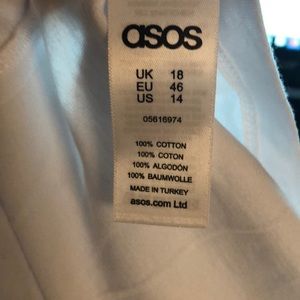 asos
UK 18
EU 46
US 14
05616974
100% COTTON
100% COTON
100% ALGODÓN
100% BAUMWOLLE
MADE IN TURKEY
asos.com Ltd